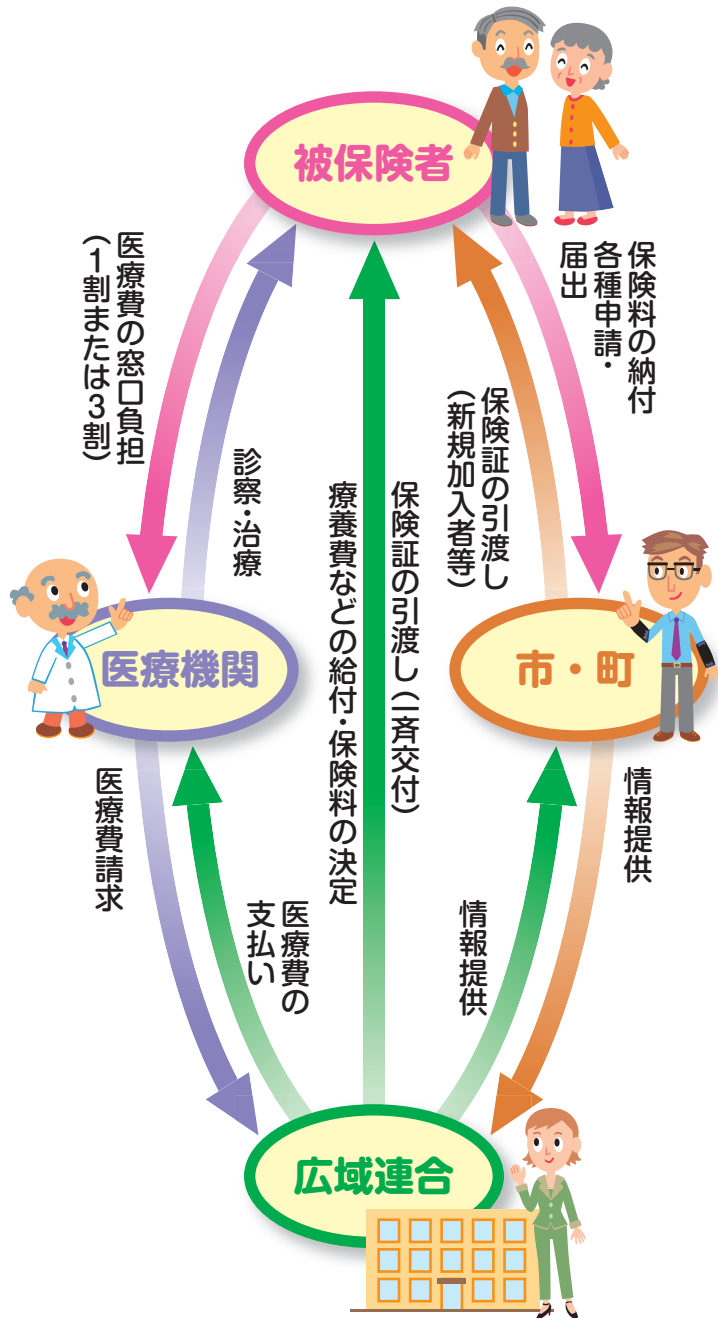 被保険者
保険料の納付
各種申請・
届出
保険証の引渡し
(新規加入者等)
保険証の引渡し(一斉交付)
療養費などの給付・保険料の決定
診察・治療
医療費の窓口負担
(1割または3割)
医療機関
市・町
情報提供
情報提供
医療費の
支払い
医療費請求
広域連合